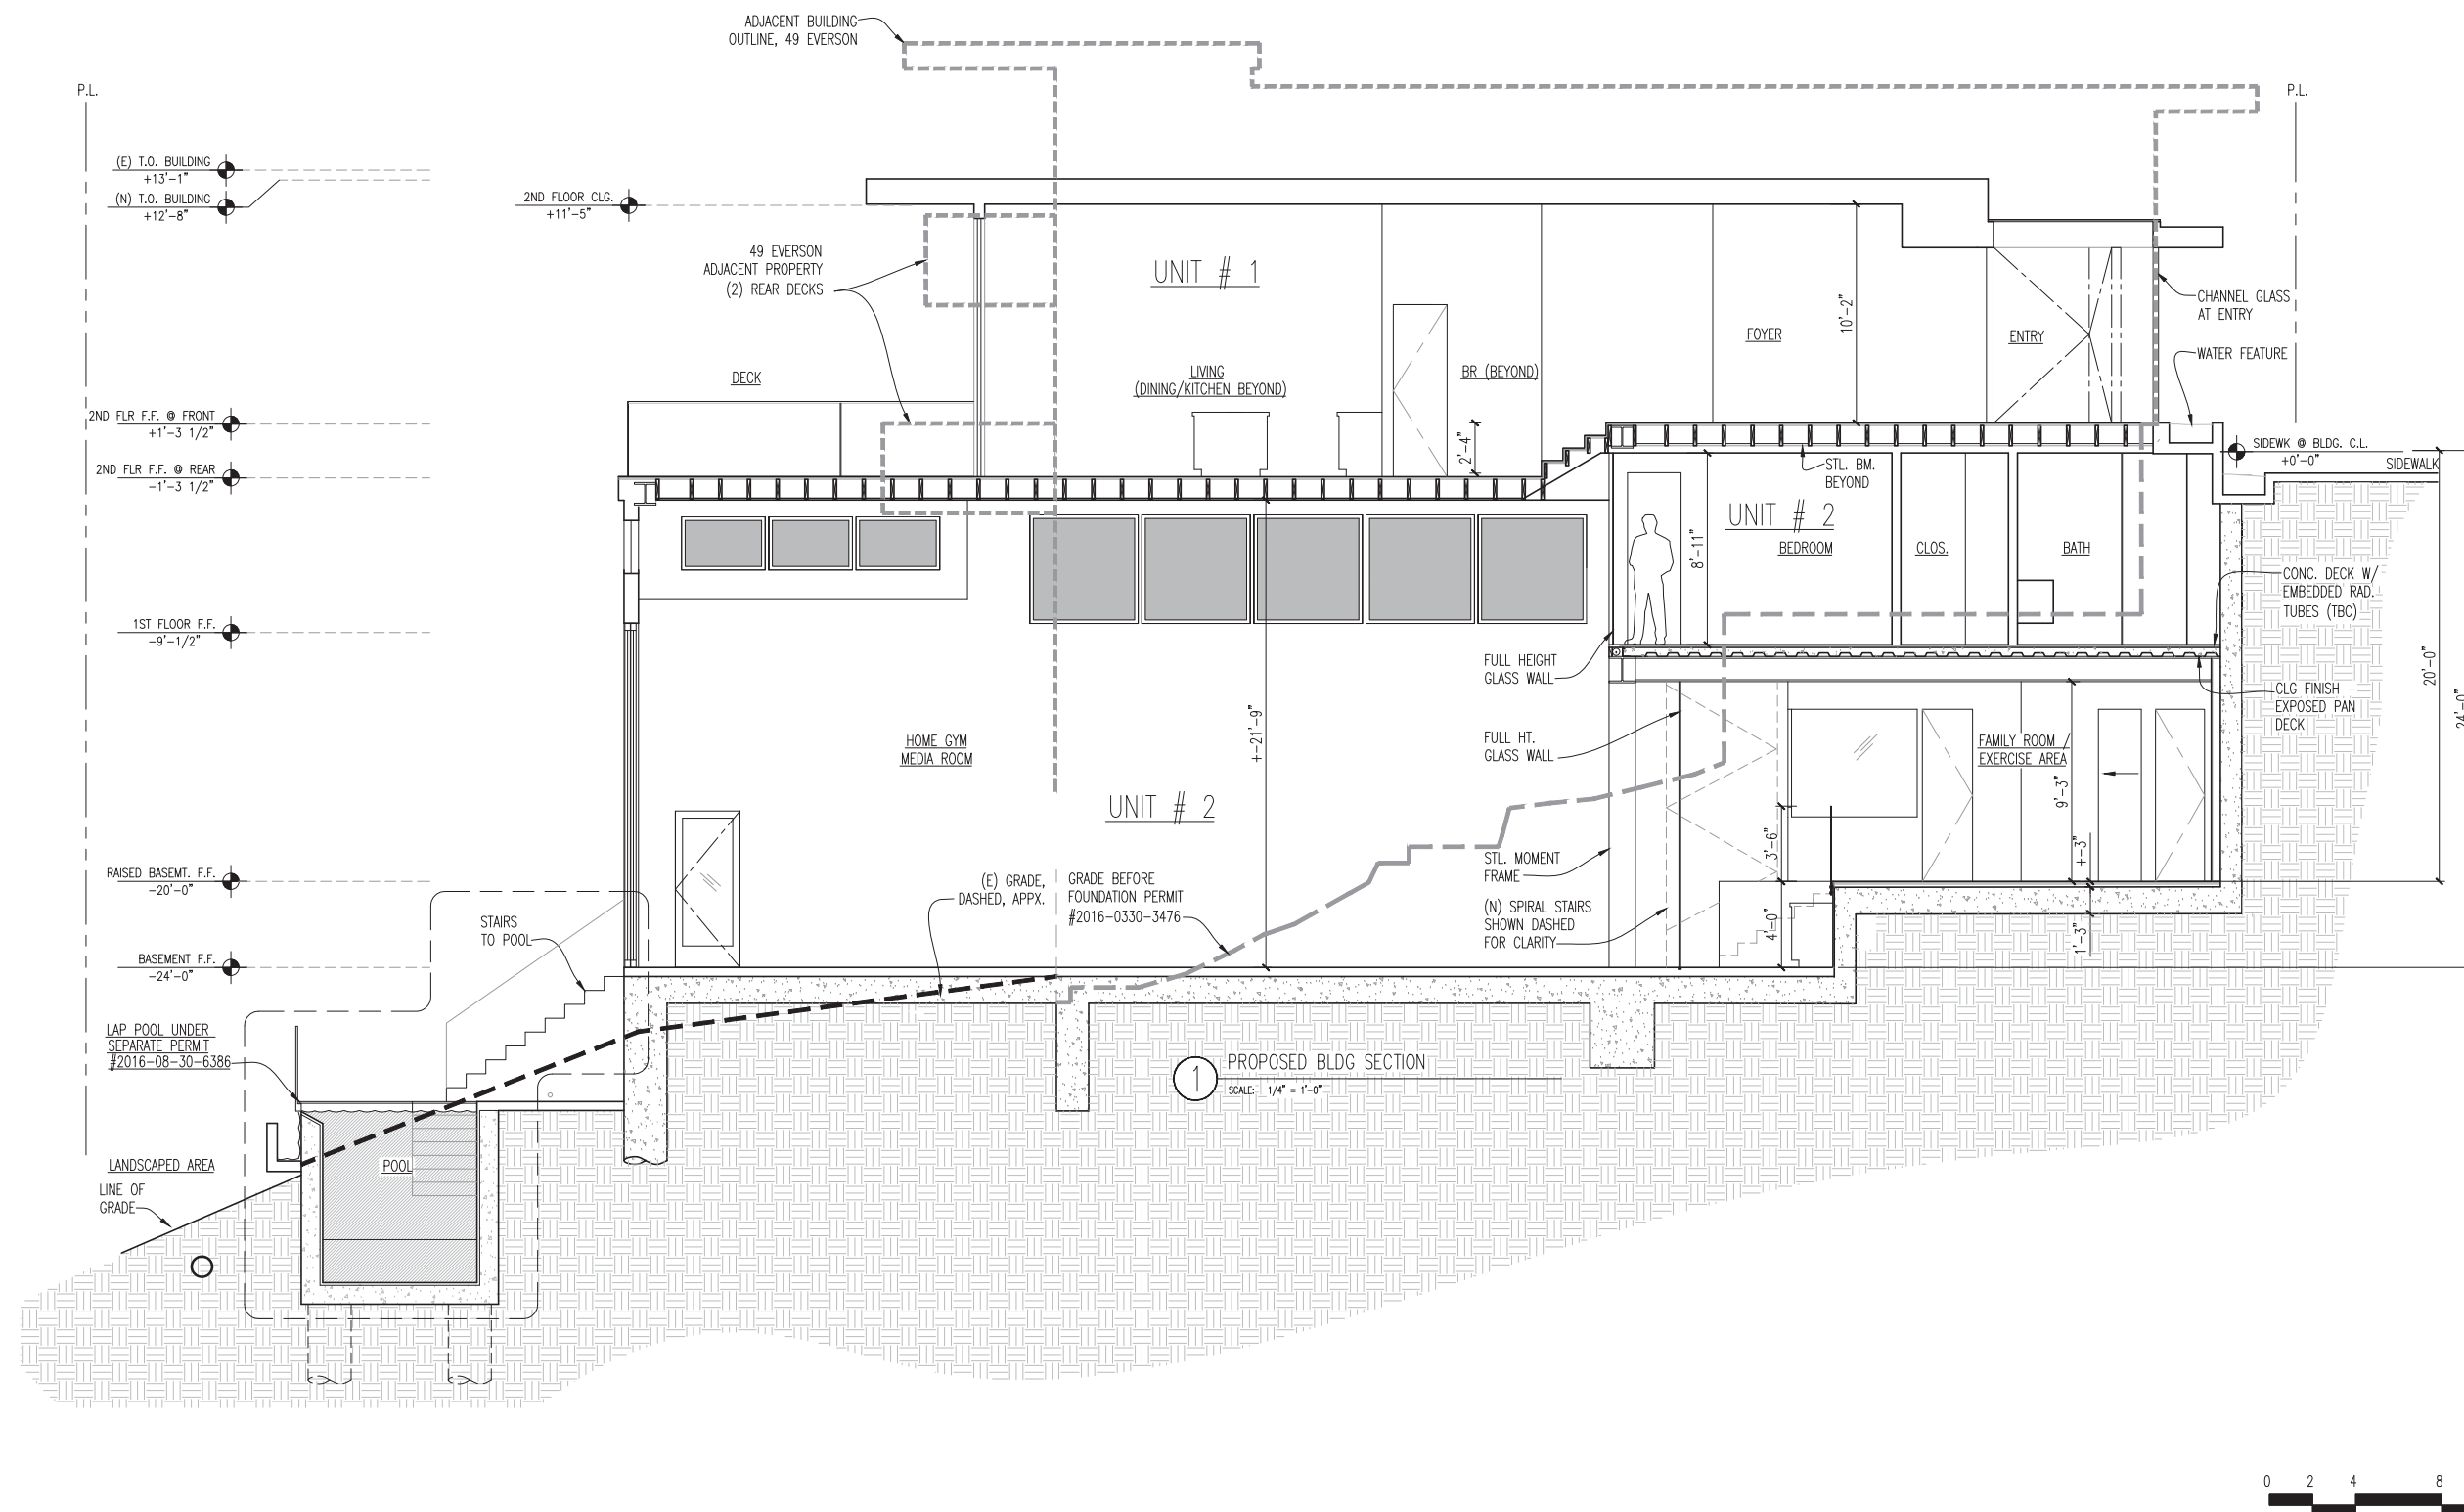 ADJACENT BUILDING
OUTLINE, 49 EVERSON
P.L.
P.L.
(E) T.O. BUILDING
+13'-1"
(N) T.O. BUILDING
+12'-8"
2ND FLOOR CLG.
+11'-5"
49 EVERSON
ADJACENT PROPERTY
(2) REAR DECKS
UNIT # 1
CHANNEL GLASS
AT ENTRY
10'-2"
FOYER
ENTRY
WATER FEATURE
DECK
LIVING
(DINING/KITCHEN BEYOND)
BR (BEYOND)
2ND FLR F.F. @ FRONT
+1'-3 1/2"
2'-4"
SIDEWK @ BLDG. C.L.
+0'-0"
SIDEWALK
2ND FLR F.F. @ REAR
-1'-3 1/2"
STL. BM.
BEYOND
UNIT # 2
8'-11"
BEDROOM
CLOS.
BATH
CONC. DECK W/
EMBEDDED RAD.
TUBES (TBC)
1ST FLOOR F.F.
-9'-1/2"
FULL HEIGHT
GLASS WALL
20'-0"
24'-0"
CLG FINISH -
EXPOSED PAN
DECK
+-21'-9"
HOME GYM
MEDIA ROOM
FULL HT.
GLASS WALL
FAMILY ROOM /
EXERCISE AREA
9'-3"
UNIT # 2
3'-6"
+-3"
STL. MOMENT
FRAME
RAISED BASEMT. F.F.
-20'-0"
(E) GRADE,
DASHED, APPX.
GRADE BEFORE
FOUNDATION PERMIT
#2016-0330-3476
(N) SPIRAL STAIRS
SHOWN DASHED
FOR CLARITY
4'-0"
1'-3"
STAIRS
TO POOL
BASEMENT F.F.
-24'-0"
LAP POOL UNDER
SEPARATE PERMIT
#2016-08-30-6386
1
PROPOSED BLDG SECTION
SCALE: 1/4" = 1'-0"
LANDSCAPED AREA
POOL
LINE OF
GRADE
0 2 4 8